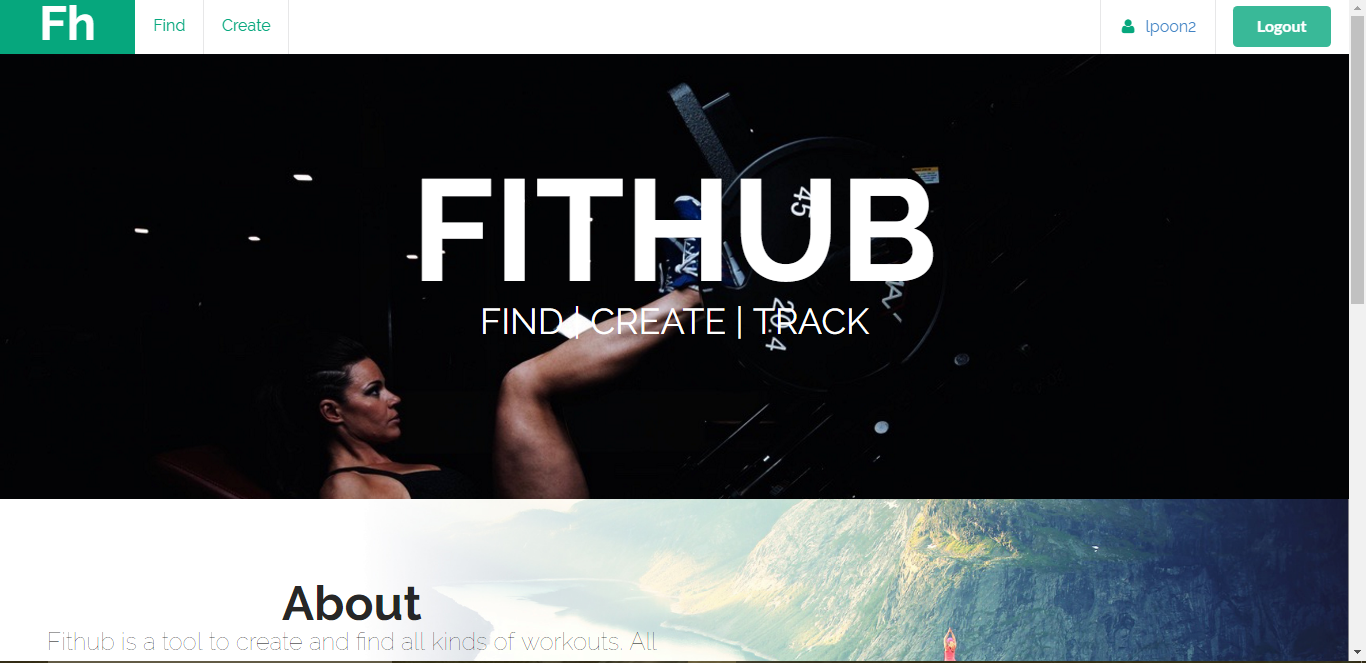 Fh Find Create lpoon2 Logout
45
FITHUB
FIND | CREATE | TRACK
About
Fithub is a tool to create and find all kinds of workouts. All